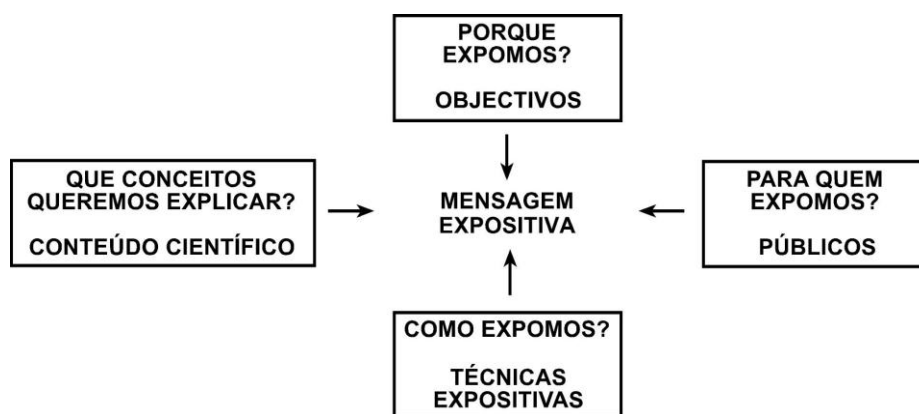 PORQUE
EXPOMOS?
OBJECTIVOS
QUE CONCEITOS
QUEREMOS EXPLICAR?
CONTEÚDO CIENTÍFICO
MENSAGEM
EXPOSITIVA
PARA QUEM
EXPOMOS?
PÚBLICOS
COMO EXPOMOS?
TÉCNICAS
EXPOSITIVAS